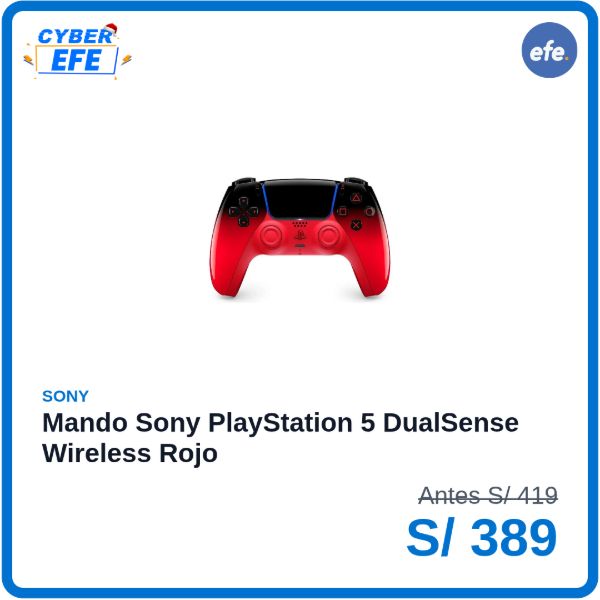 CYBER
EFE
efe.
SONY
Mando Sony PlayStation 5 DualSense
Wireless Rojo
Antes S/ 419
S/ 389